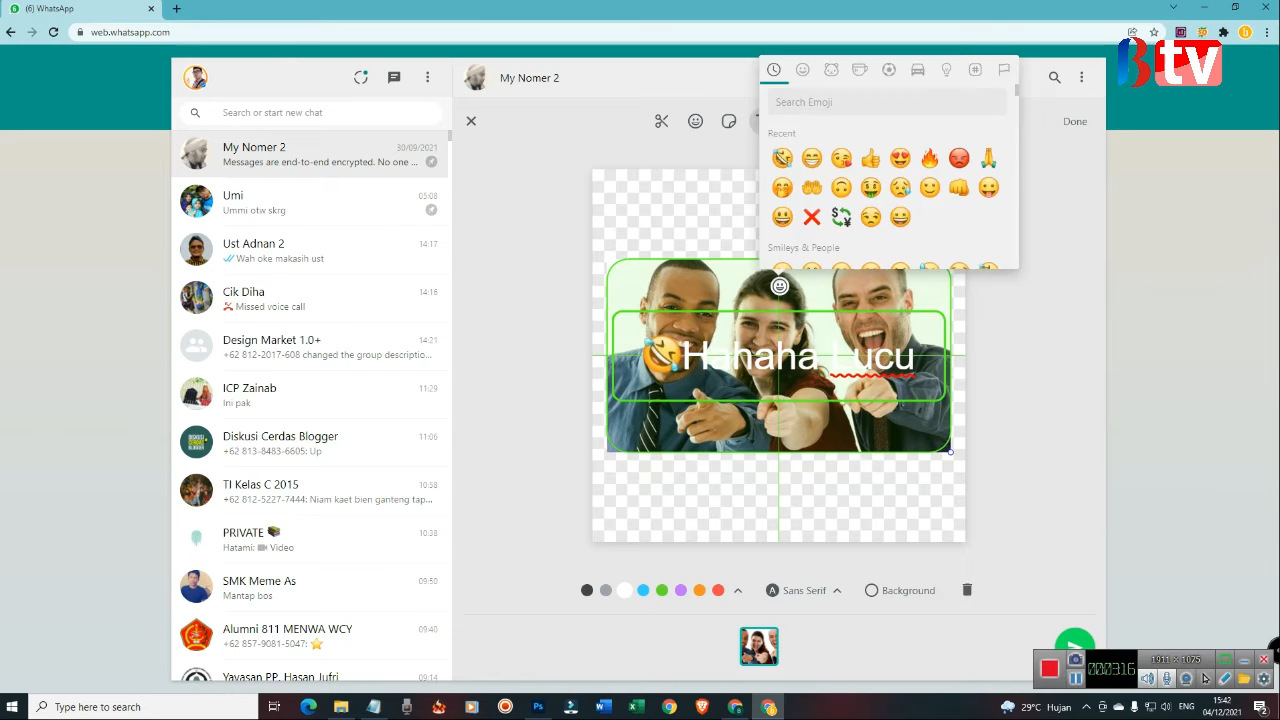 (6) WhatsApp
web.whatsapp.com
Btv
Search or start new chat
My Nomer 2
30/09/2021
Messages are end-to-end encrypted. No one ...
Umi
05:08
Ummi otw skrg
Ust Adnan 2
14:17
Wah oke makasih ust
Cik Diha
14:16
Missed voice call
Design Market 1.0+
14:21
+62 812-2017-608 changed the group descriptio...
ICP Zainab
11:29
Ini pak
Diskusi Cerdas Blogger
11:06
+62 813-8483-6605: Up
TI Kelas C 2015
10:58
+62 812-5227-7444: Niam kaet bien ganteng tap...
PRIVATE 📚
10:38
Hatami: Video
SMK Meme As
09:50
Mantap bos
Alumni 811 MENWA WCY
09:40
+62 857-9081-5047: ⭐
Yayasan PP. Hasan Jufri
09:14
My Nomer 2
Done
Search Emoji
Recent
Smileys & People
🤣Hahaha Lucu
Sans Serif
Background
00:03:16
1911 × 1075
Type here to search
29°C Hujan
15:42
04/12/2021